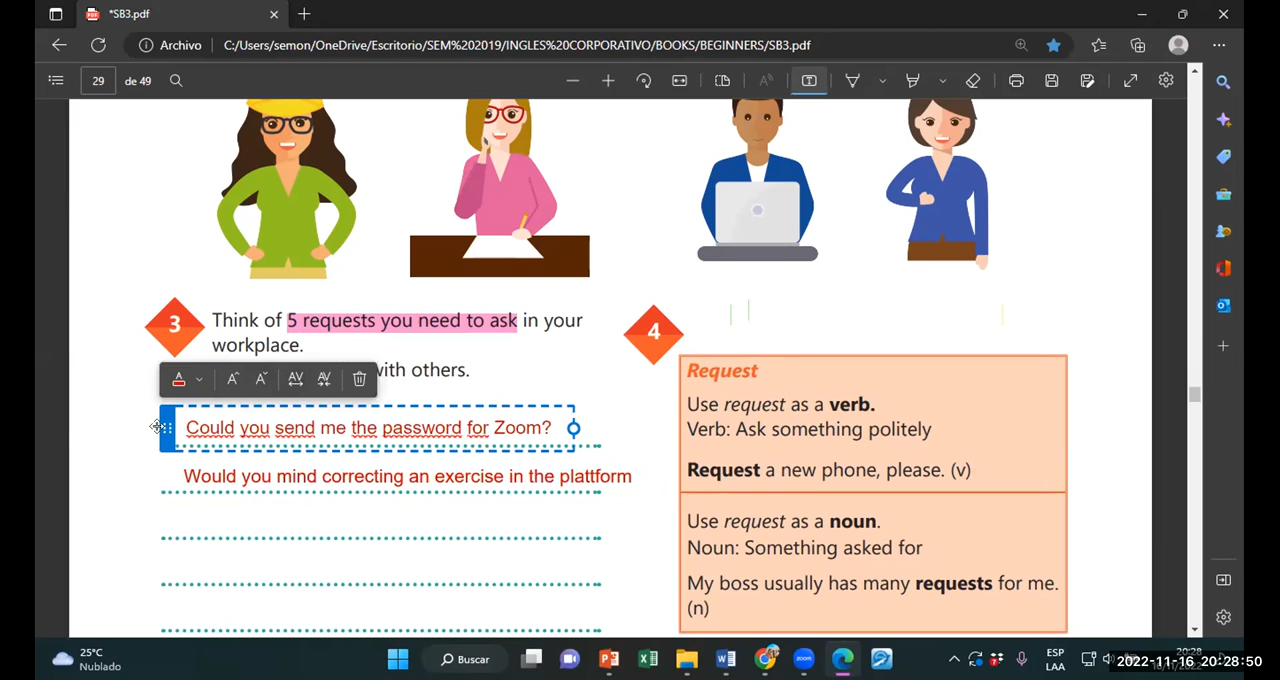 *SB3.pdf
Archivo
C:/Users/semon/OneDrive/Escritorio/SEM%202019/INGLES%20CORPORATIVO/BOOKS/BEGINNERS/SB3.pdf
29 de 49
3 Think of 5 requests you need to ask in your
workplace.
with others.
Could you send me the password for Zoom?
Would you mind correcting an exercise in the plattform
4
Request
Use request as a verb.
Verb: Ask something politely
Request a new phone, please. (v)
Use request as a noun.
Noun: Something asked for
My boss usually has many requests for me.
(n)
25°C
Nublado
Buscar
ESP
LAA
20:28
2022-11-16 20:28:50